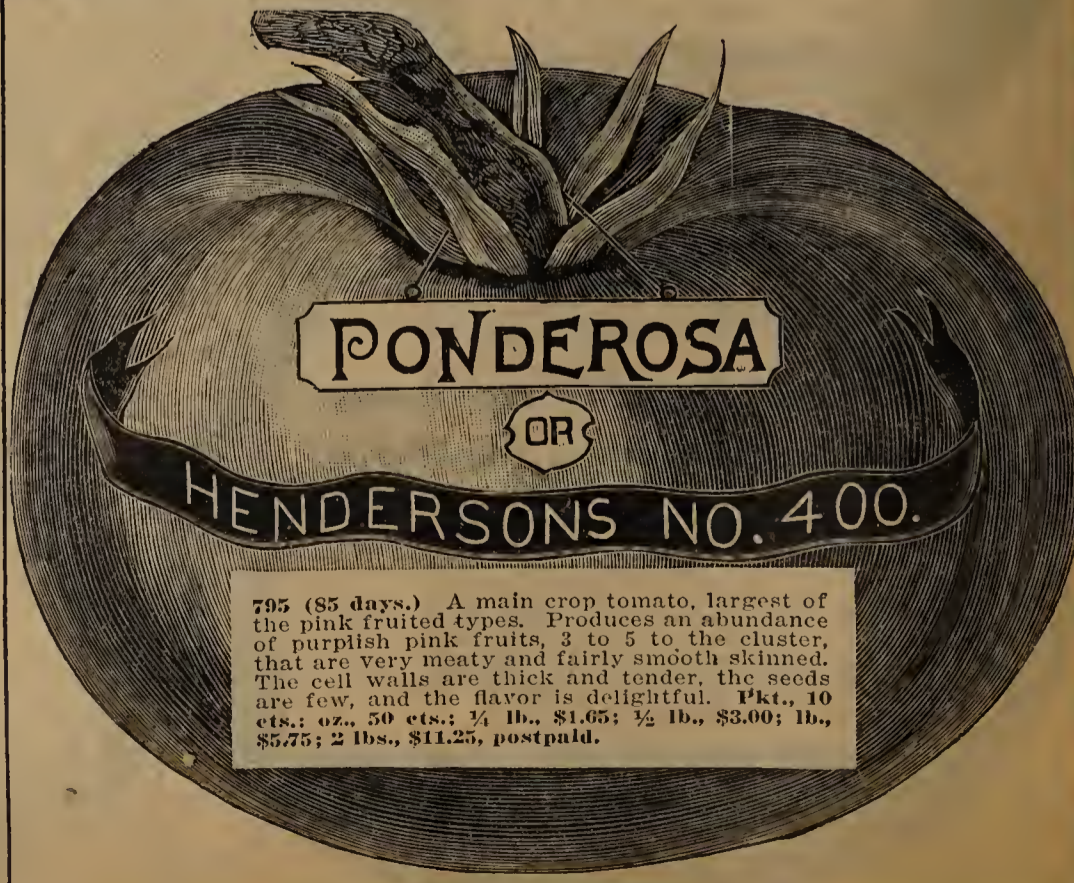 PONDEROSA
OR
HENDERSONS NO. 400.
795 (85 days.) A main crop tomato, largest of
the pink fruited types. Produces an abundance
of purplish pink fruits, 3 to 5 to the cluster,
that are very meaty and fairly smooth skinned.
The cell walls are thick and tender, the seeds
are few, and the flavor is delightful. Pkt., 10
cts.; oz., 50 cts.; ¼ lb., $1.65; ½ lb., $3.00; lb.,
$5.75; 2 lbs., $11.25, postpaid.